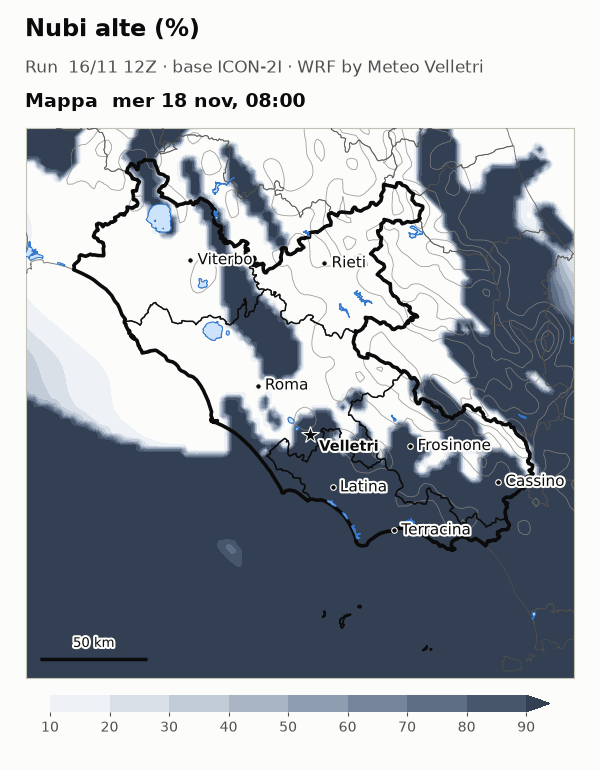 Nubi alte (%)
Run 16/11 12Z · base ICON-2I · WRF by Meteo Velletri
Mappa mer 18 nov, 08:00
Viterbo
Rieti
Roma
Velletri
Frosinone
Latina
Cassino
Terracina
50 km
10 20 30 40 50 60 70 80 90